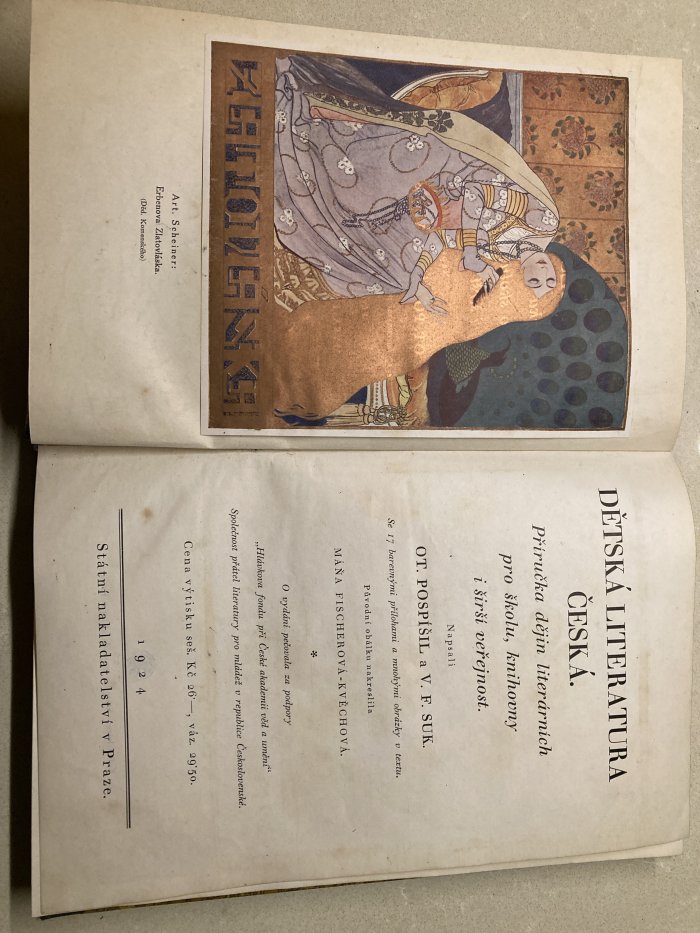 ZLATOVLÁSKA
Art. Scheiner:
Erbenova Zlatovláska.
(Děd. Komenského)
DĚTSKÁ LITERATURA
ČESKÁ.
Příručka dějin literárních
pro školu, knihovny
i širší veřejnost.
Napsali
OT. POSPÍŠIL a V. F. SUK.
Se 17 barevnými přílohami a mnohými obrázky v textu.
Původní obálku nakreslila
MÁŇA FISCHEROVÁ-KVĚCHOVÁ.
*
O vydání pečovala za podpory
„Hlávkova fondu při České akademii věd a umění“
Společnost přátel literatury pro mládež v republice Československé.
Cena výtisku seš. Kč 26'—, váz. 29'50.
1924
Státní nakladatelství v Praze.